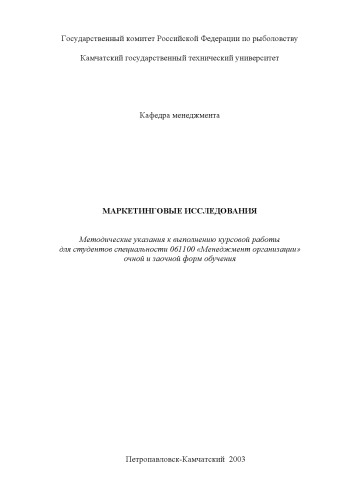 Государственный комитет Российской Федерации по рыболовству
Камчатский государственный технический университет
Кафедра менеджмента
МАРКЕТИНГОВЫЕ ИССЛЕДОВАНИЯ
Методические указания к выполнению курсовой работы
для студентов специальности 061100 «Менеджмент организации»
очной и заочной форм обучения
Петропавловск-Камчатский 2003